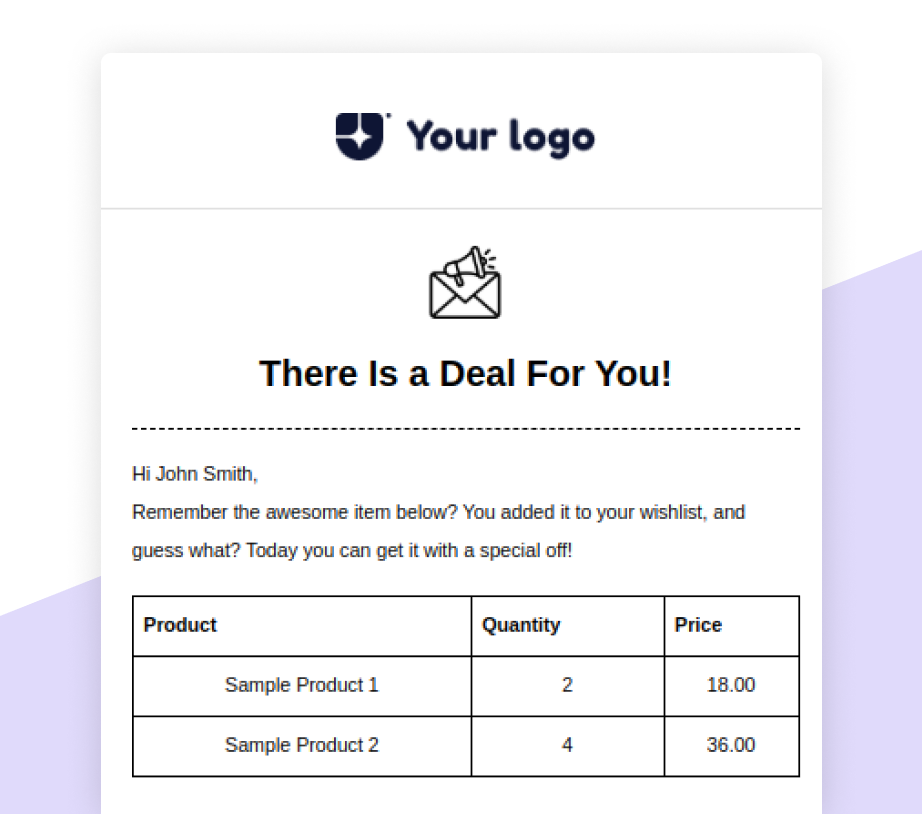 Your logo
There Is a Deal For You!
Hi John Smith,
Remember the awesome item below? You added it to your wishlist, and
guess what? Today you can get it with a special off!
Product Quantity Price
Sample Product 1 2 18.00
Sample Product 2 4 36.00